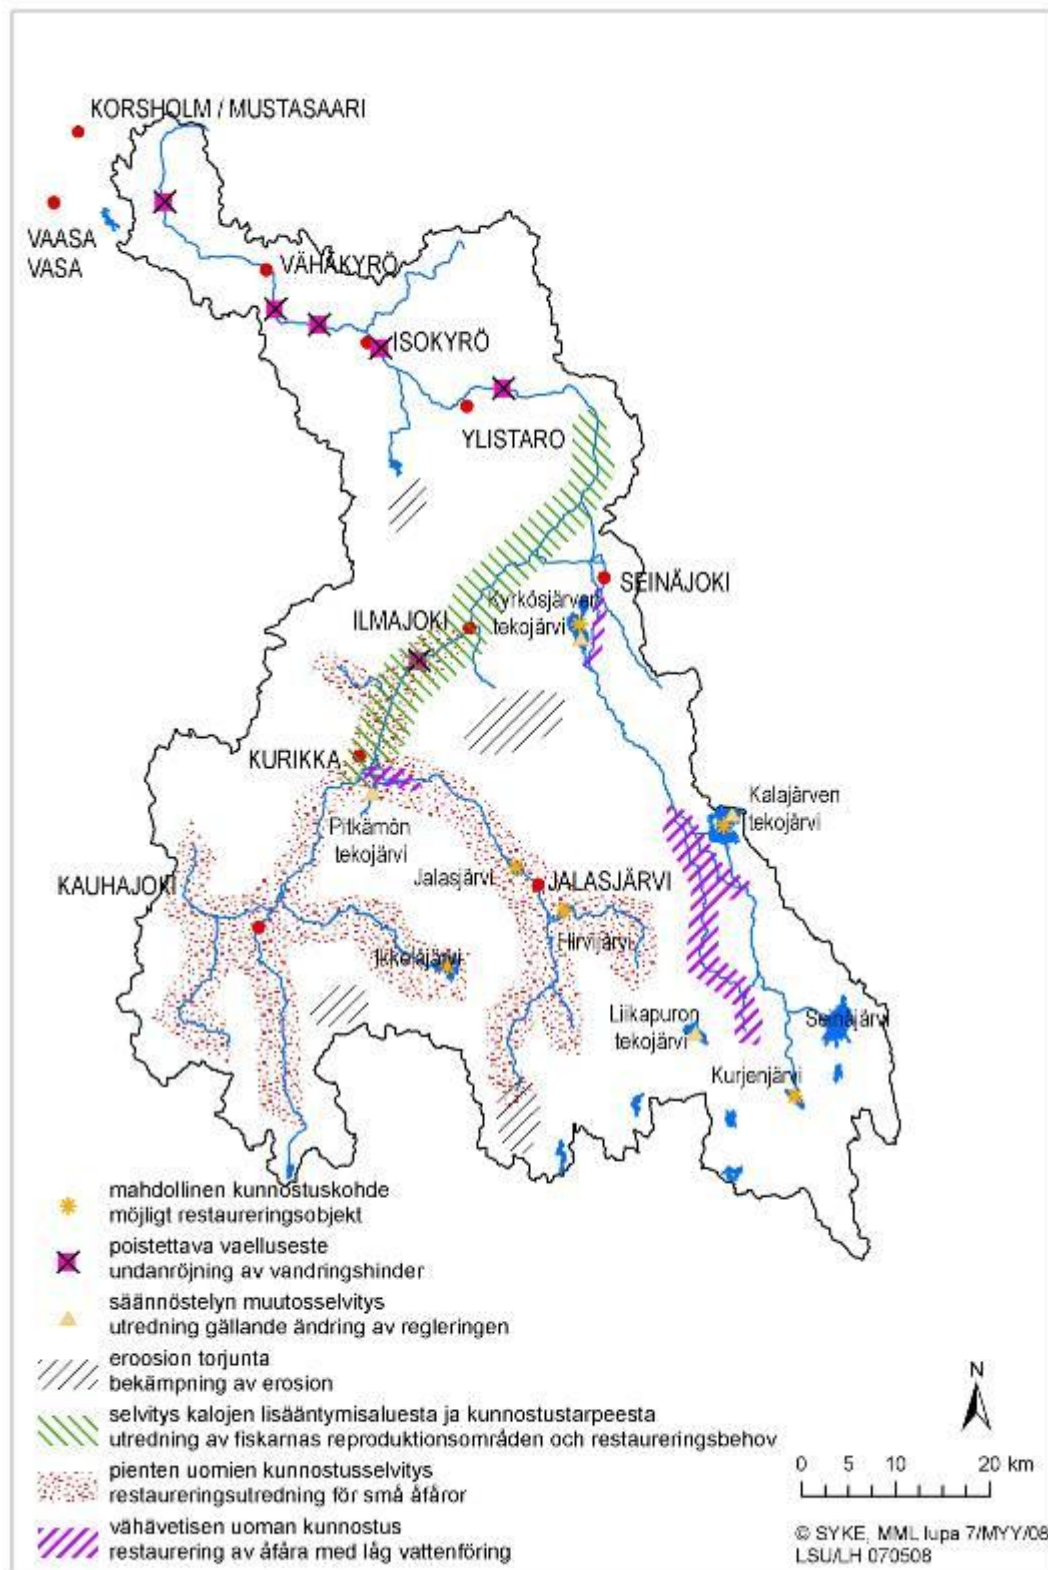 KORSHOLM / MUSTASAARI
VAASA
VASA
VÄHÄKYRÖ
ISOKYRÖ
YLISTARO
SEINÄJOKI
Kyrkösjärven
tekojärvi
ILMAJOKI
KURIKKA
Pitkämön
tekojärvi
Kalajärven
tekojärvi
Jalasjärvi
JALASJÄRVI
KAUHAJOKI
Hirvijärvi
Ikkeläjärvi
Liikapuron
tekojärvi
Seinäjärvi
Kurjenjärvi
mahdollinen kunnostuskohde
möjligt restaureringsobjekt
poistettava vaelluseste
undanröjning av vandringshinder
säännöstelyn muutosselvitys
utredning gällande ändring av regleringen
eroosion torjunta
bekämpning av erosion
selvitys kalojen lisääntymisaluesta ja kunnostustarpeesta
utredning av fiskarnas reproduktionsområden och restaureringsbehov
pienten uomien kunnostusselvitys
restaureringsutredning för små åfåror
vähävetisen uoman kunnostus
restaurering av åfåra med låg vattenföring
N
0 5 10 20 km
© SYKE, MML lupa 7/MYY/08
LSU/LH 070508